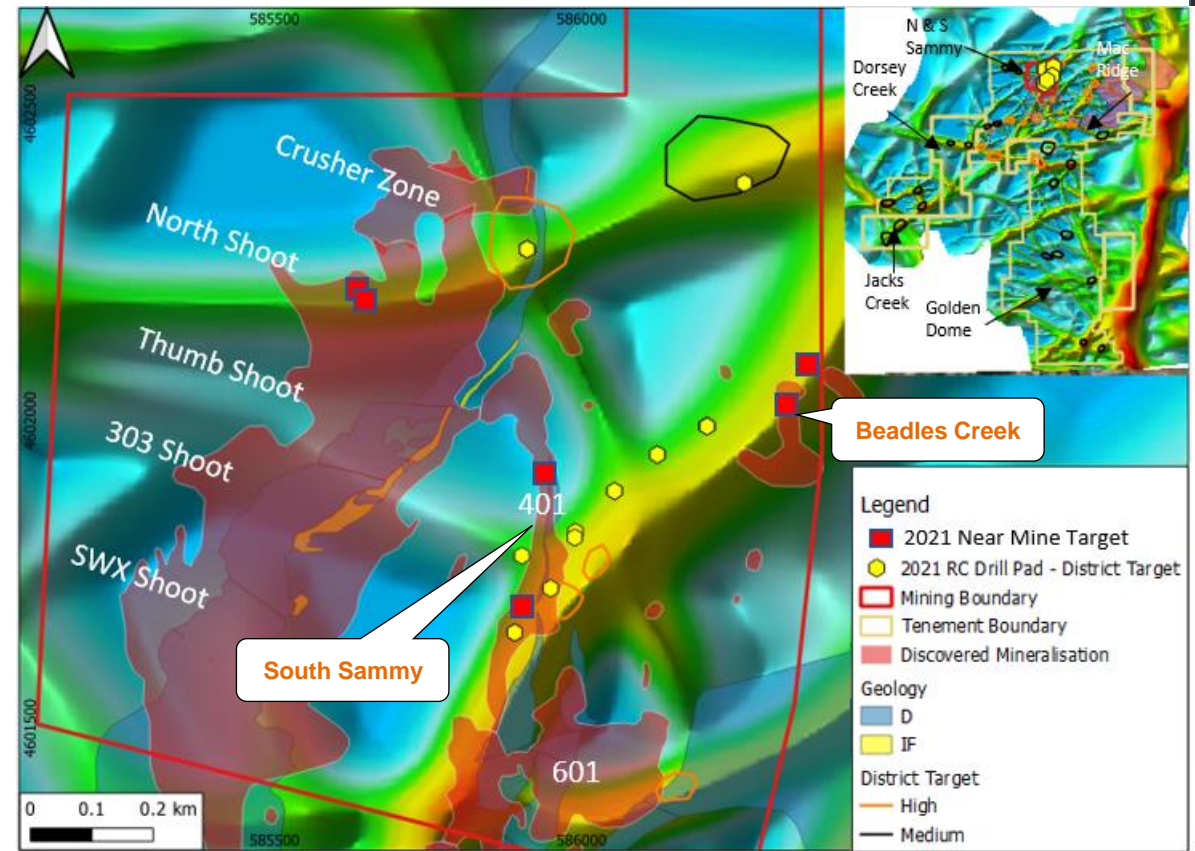 585500
586000
4602500
4602000
4601500
Crusher Zone
North Shoot
Thumb Shoot
303 Shoot
SWX Shoot
401
601
South Sammy
Beadles Creek
0 0.1 0.2 km
585500
586000
N & S
Sammy
Mac
Ridge
Dorsey
Creek
Jacks
Creek
Golden
Dome
Legend
2021 Near Mine Target
2021 RC Drill Pad - District Target
Mining Boundary
Tenement Boundary
Discovered Mineralisation
Geology
D
IF
District Target
High
Medium